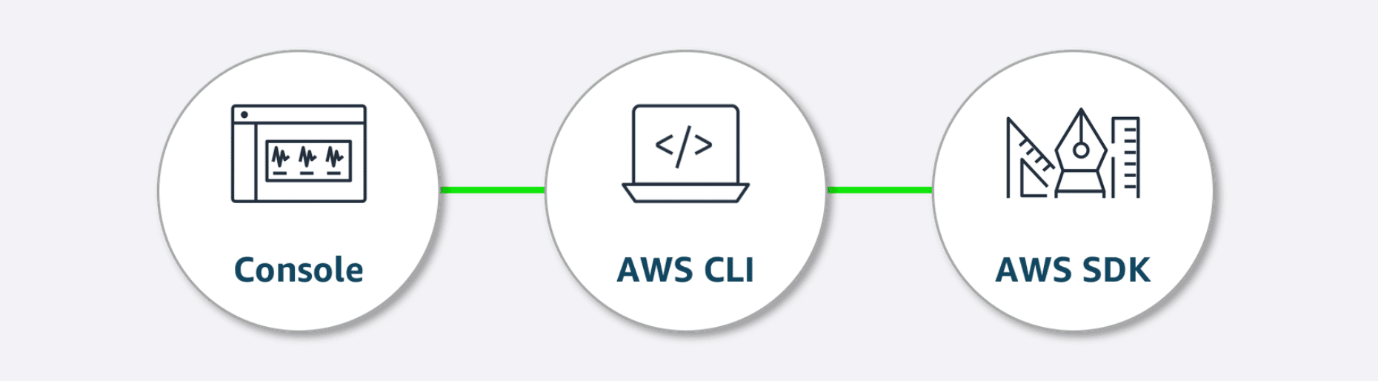 </>
Console
AWS CLI
AWS SDK